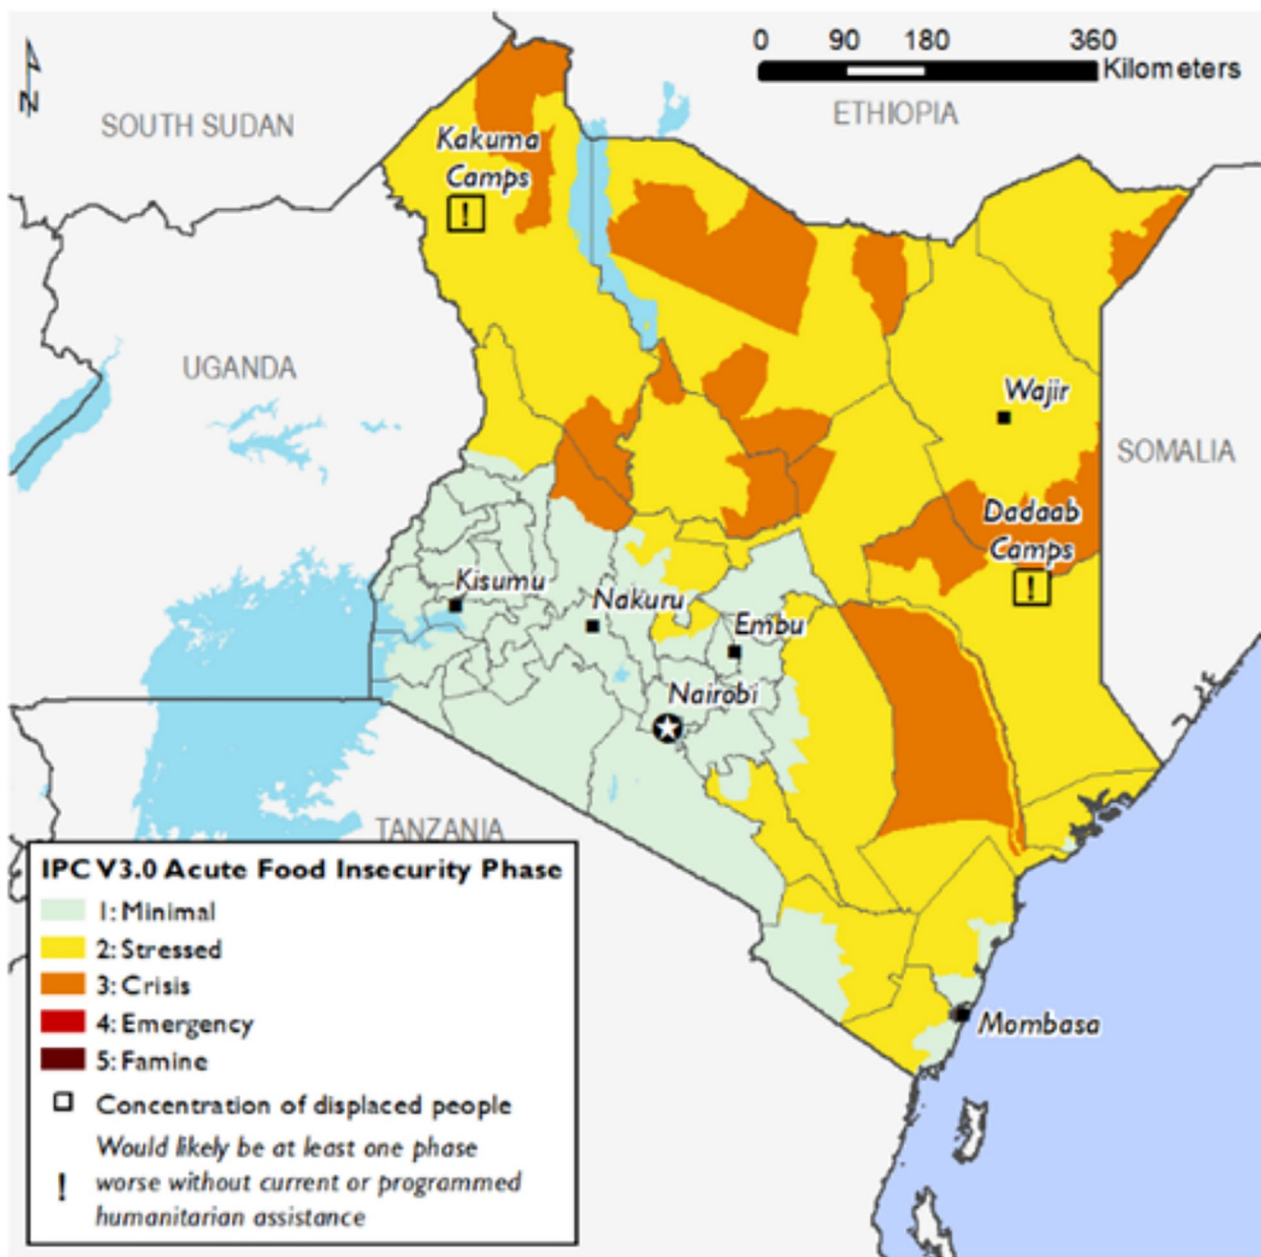 0 90 180 360
Kilometers
N
SOUTH SUDAN
ETHIOPIA
Kakuma
Camps
!
UGANDA
Wajir
SOMALIA
Dadaab
Camps
!
Kisumu
Nakuru
Embu
Nairobi
TANZANIA
Mombasa
IPC V3.0 Acute Food Insecurity Phase
1: Minimal
2: Stressed
3: Crisis
4: Emergency
5: Famine
Concentration of displaced people
Would likely be at least one phase
! worse without current or programmed
humanitarian assistance